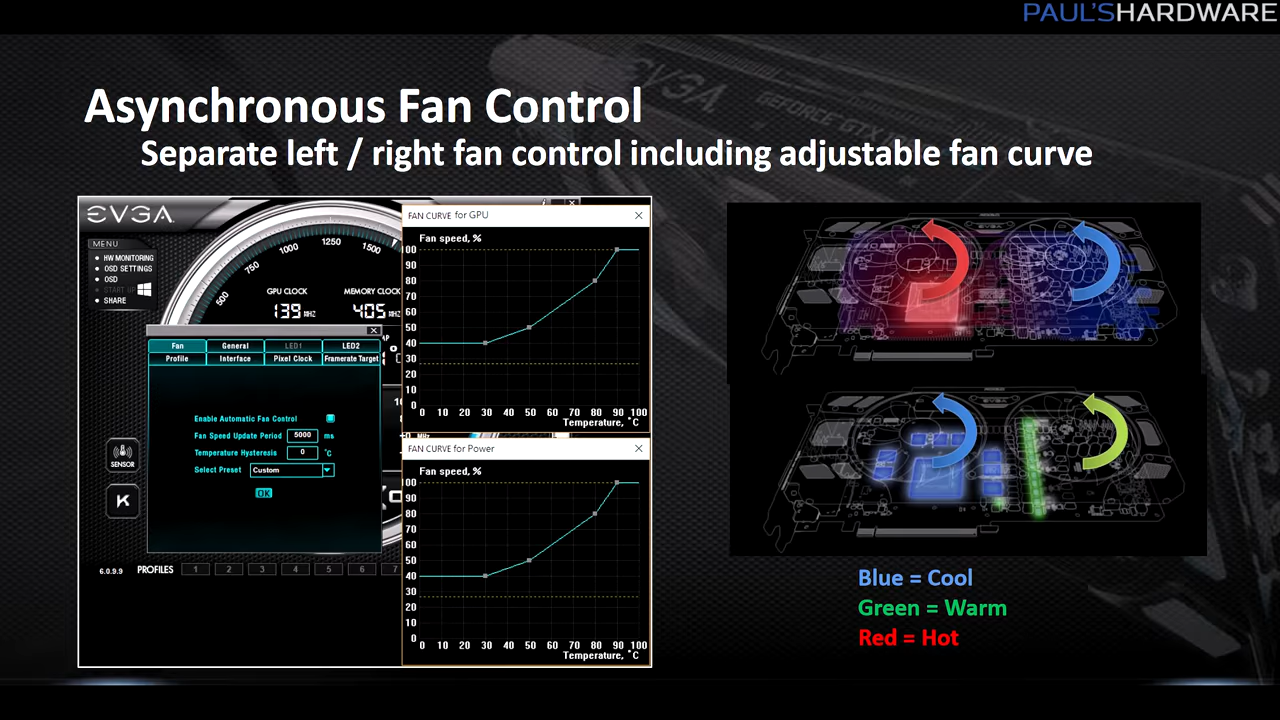 PAUL'SHARDWARE
Asynchronous Fan Control
Separate left / right fan control including adjustable fan curve
EVGA
MENU
HW MONITORING
OSD SETTINGS
OSD
START UP
SHARE
500
750
1000
1250
1500
GPU CLOCK
139 MHZ
MEMORY CLOCK
405 MHZ
Fan
General
LED1
LED2
Profile
Interface
Pixel Clock
Framerate Target
Enable Automatic Fan Control
Fan Speed Update Period 5000 ms
Temperature Hysteresis 0 °C
Select Preset Custom
OK
SENSOR
K
6.0.9.9 PROFILES 1 2 3 4 5 6 7
FAN CURVE for GPU
Fan speed, %
100
90
80
70
60
50
40
30
20
10
0
0 10 20 30 40 50 60 70 80 90 100
Temperature, °C
FAN CURVE for Power
Fan speed, %
100
90
80
70
60
50
40
30
20
10
0
0 10 20 30 40 50 60 70 80 90 100
Temperature, °C
EVGA
GEFORCE GTX
EVGA
EVGA
Blue = Cool
Green = Warm
Red = Hot